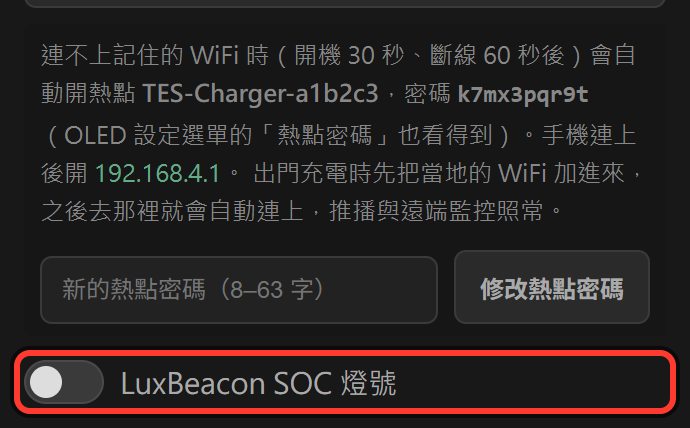 連不上記住的 WiFi 時（開機 30 秒、斷線 60 秒後）會自
動開熱點 TES-Charger-a1b2c3，密碼 k7mx3pqr9t
（OLED 設定選單的「熱點密碼」也看得到）。手機連上
後開 192.168.4.1。 出門充電時先把當地的 WiFi 加進來，
之後去那裡就會自動連上，推播與遠端監控照常。
新的熱點密碼（8–63 字）
修改熱點密碼
LuxBeacon SOC 燈號